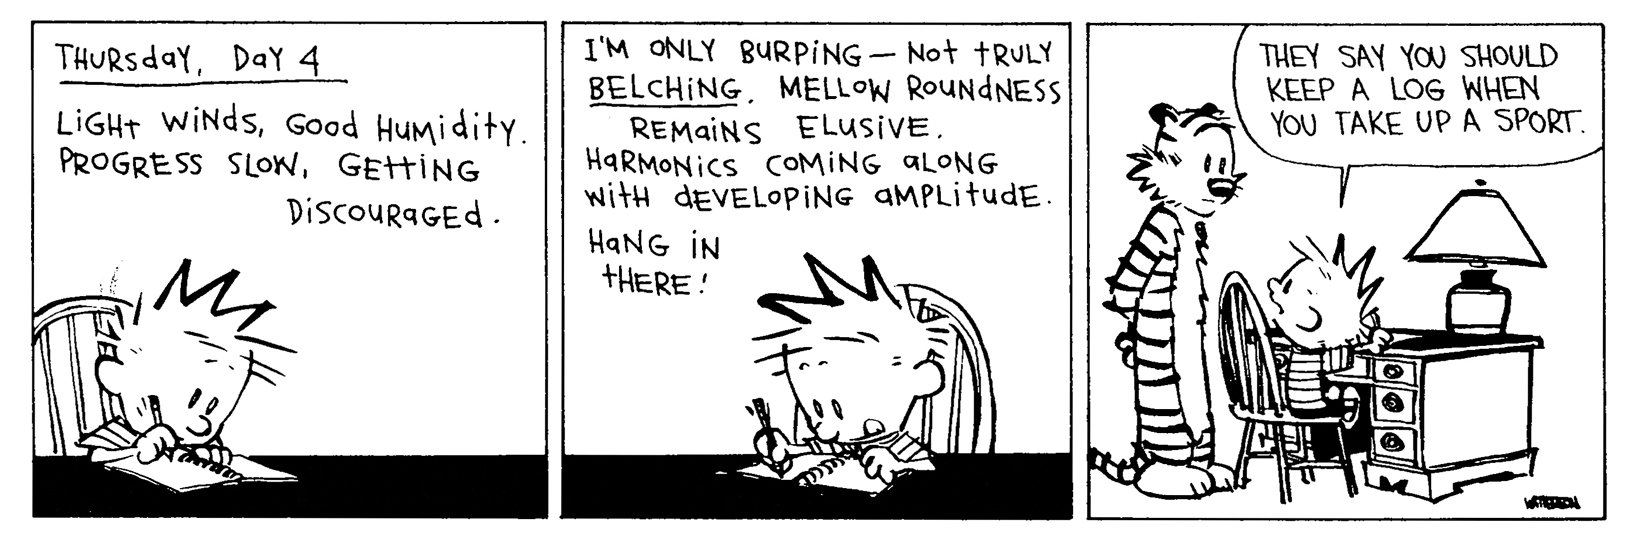 THURSdAY, DAY 4
LIGHT WINDS, GOOD HUMIDITY.
PROGRESS SLOW, GETTING
DISCOURAGED.
I'M ONLY BURPING — NOT TRULY
BELCHING. MELLOW ROUNDNESS
REMAINS ELUSIVE.
HARMONICS COMING ALONG
WITH DEVELOPING AMPLITUDE.
HANG IN
THERE!
THEY SAY YOU SHOULD
KEEP A LOG WHEN
YOU TAKE UP A SPORT.
WATTERSON